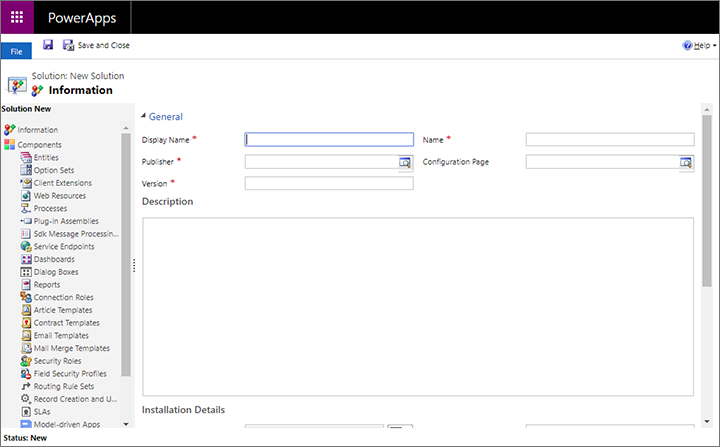 PowerApps
File
Save and Close
Help
Solution: New Solution
Information
Solution New
Information
Components
Entities
Option Sets
Client Extensions
Web Resources
Processes
Plug-in Assemblies
Sdk Message Processin...
Service Endpoints
Dashboards
Dialog Boxes
Reports
Connection Roles
Article Templates
Contract Templates
Email Templates
Mail Merge Templates
Security Roles
Field Security Profiles
Routing Rule Sets
Record Creation and U...
SLAs
Model-driven Apps
General
Display Name *
Name *
Publisher *
Configuration Page
Version *
Description
Installation Details
Status: New